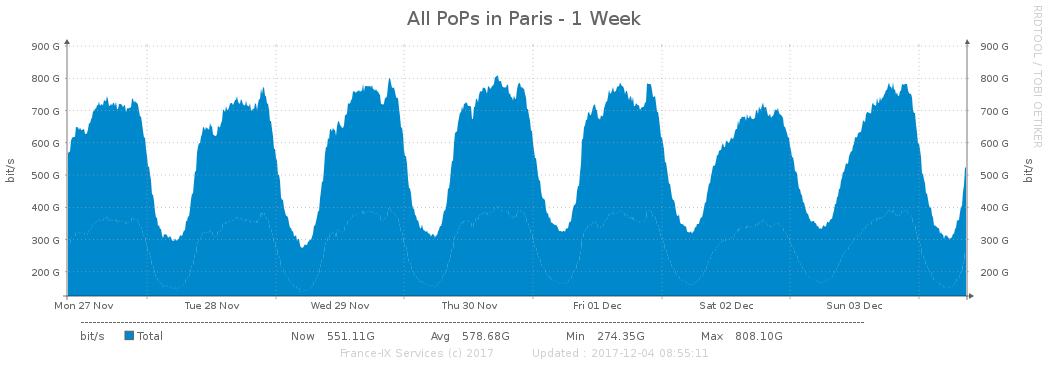 All PoPs in Paris - 1 Week
RRDTOOL / TOBI OETIKER
bit/s
900 G
800 G
700 G
600 G
500 G
400 G
300 G
200 G
900 G
800 G
700 G
600 G
500 G
400 G
300 G
200 G
bit/s
Mon 27 Nov Tue 28 Nov Wed 29 Nov Thu 30 Nov Fri 01 Dec Sat 02 Dec Sun 03 Dec
bit/s Total Now 551.11G Avg 578.68G Min 274.35G Max 808.10G
France-IX Services (c) 2017 Updated : 2017-12-04 08:55:11